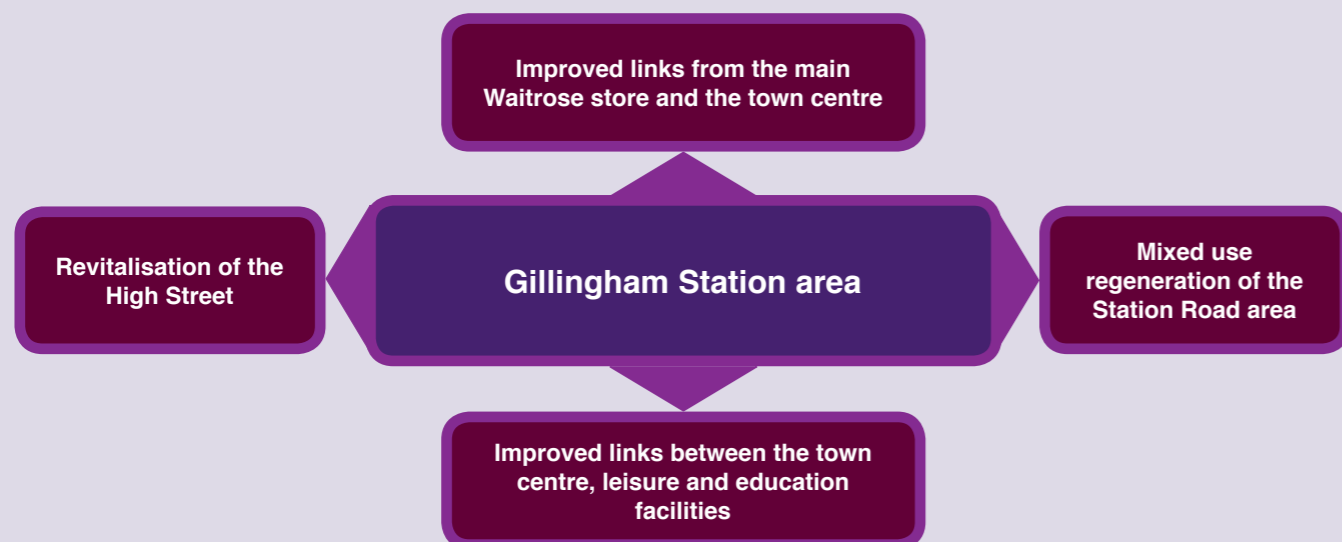 Improved links from the main
Waitrose store and the town centre
Revitalisation of the
High Street
Gillingham Station area
Mixed use
regeneration of the
Station Road area
Improved links between the town
centre, leisure and education
facilities